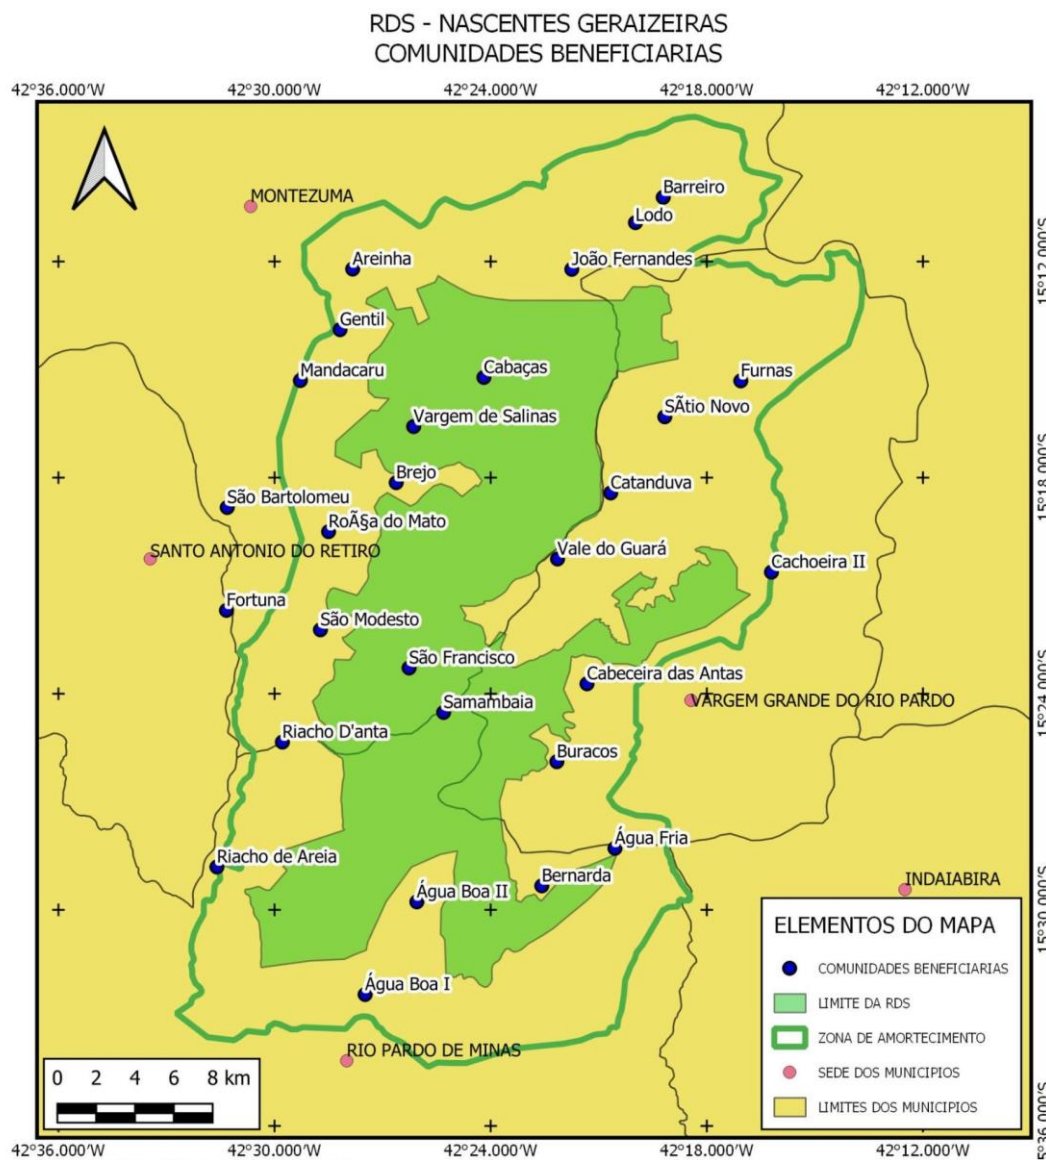 RDS - NASCENTES GERAIZEIRAS
COMUNIDADES BENEFICIARIAS
42°36.000'W 42°30.000'W 42°24.000'W 42°18.000'W 42°12.000'W
Barreiro
MONTEZUMA
Lodo
Areinha
João Fernandes
15°12.000'S
Gentil
Cabaças
Mandacaru
Furnas
Vargem de Salinas
SÃtio Novo
Brejo
Catanduva
15°18.000'S
São Bartolomeu
RoÃ§a do Mato
SANTO ANTONIO DO RETIRO
Vale do Guará
Cachoeira II
Fortuna
São Modesto
São Francisco
Cabeceira das Antas
Samambaia
VARGEM GRANDE DO RIO PARDO
15°24.000'S
Riacho D'anta
Buracos
Água Fria
Riacho de Areia
Bernarda
INDAIABIRA
Água Boa II
15°30.000'S
Água Boa I
RIO PARDO DE MINAS
ELEMENTOS DO MAPA
COMUNIDADES BENEFICIARIAS
LIMITE DA RDS
ZONA DE AMORTECIMENTO
SEDE DOS MUNICIPIOS
LIMITES DOS MUNICIPIOS
0 2 4 6 8 km
5°36.000'S
42°36.000'W 42°30.000'W 42°24.000'W 42°18.000'W 42°12.000'W